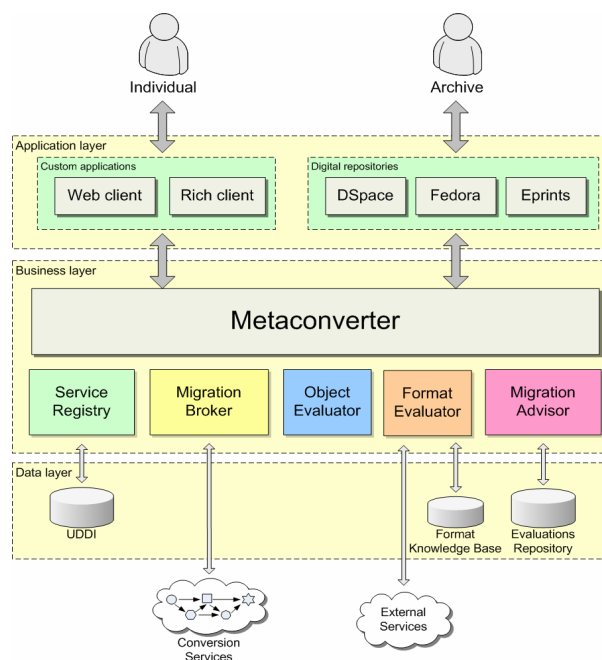 Individual
Archive
Application layer
Custom applications
Digital repositories
Web client
Rich client
DSpace
Fedora
Eprints
Business layer
Metaconverter
Service
Registry
Migration
Broker
Object
Evaluator
Format
Evaluator
Migration
Advisor
Data layer
UDDI
Format
Knowledge Base
Evaluations
Repository
Conversion
Services
External
Services